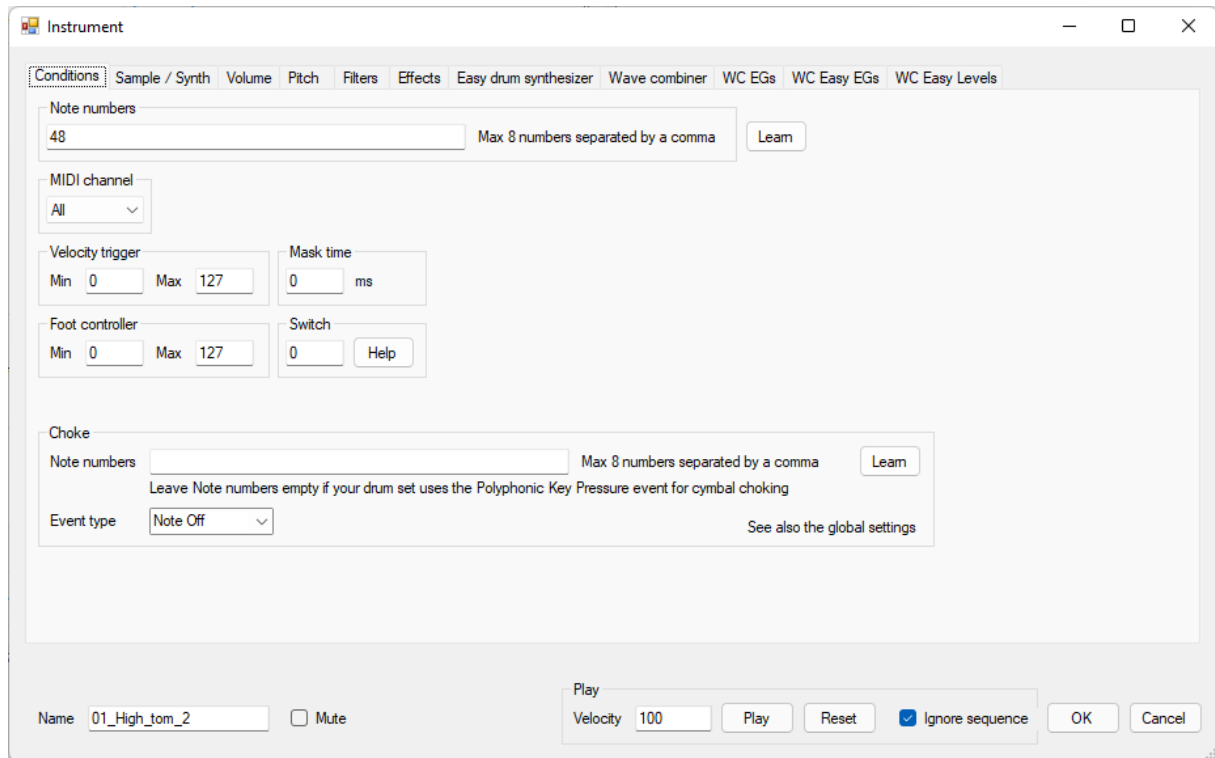 Instrument
Conditions Sample / Synth Volume Pitch Filters Effects Easy drum synthesizer Wave combiner WC EGs WC Easy EGs WC Easy Levels
Note numbers
48 Max 8 numbers separated by a comma Learn
MIDI channel
All
Velocity trigger Mask time
Min 0 Max 127 0 ms
Foot controller Switch
Min 0 Max 127 0 Help
Choke
Note numbers Max 8 numbers separated by a comma Learn
Leave Note numbers empty if your drum set uses the Polyphonic Key Pressure event for cymbal choking
Event type Note Off See also the global settings
Play
Name 01_High_tom_2 Mute Velocity 100 Play Reset Ignore sequence OK Cancel